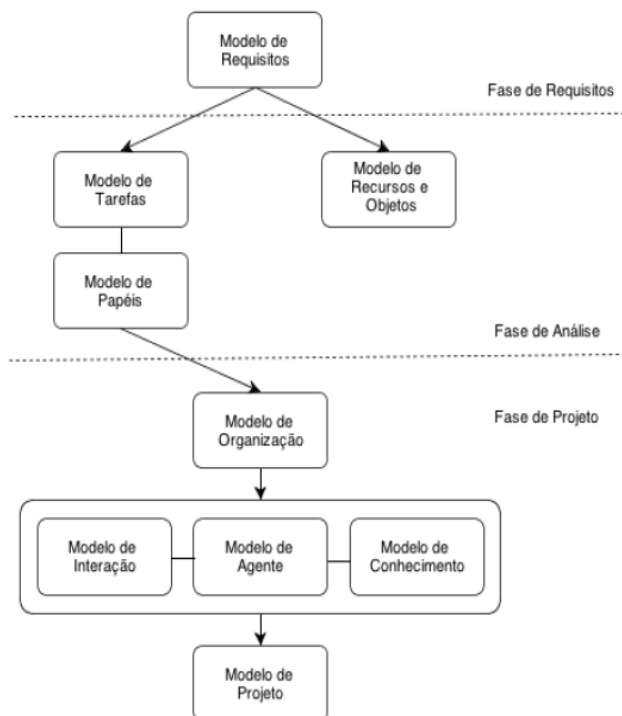 Modelo de
Requisitos
Fase de Requisitos
Modelo de
Tarefas
Modelo de
Recursos e
Objetos
Modelo de
Papéis
Fase de Análise
Modelo de
Organização
Fase de Projeto
Modelo de
Interação
Modelo de
Agente
Modelo de
Conhecimento
Modelo de
Projeto